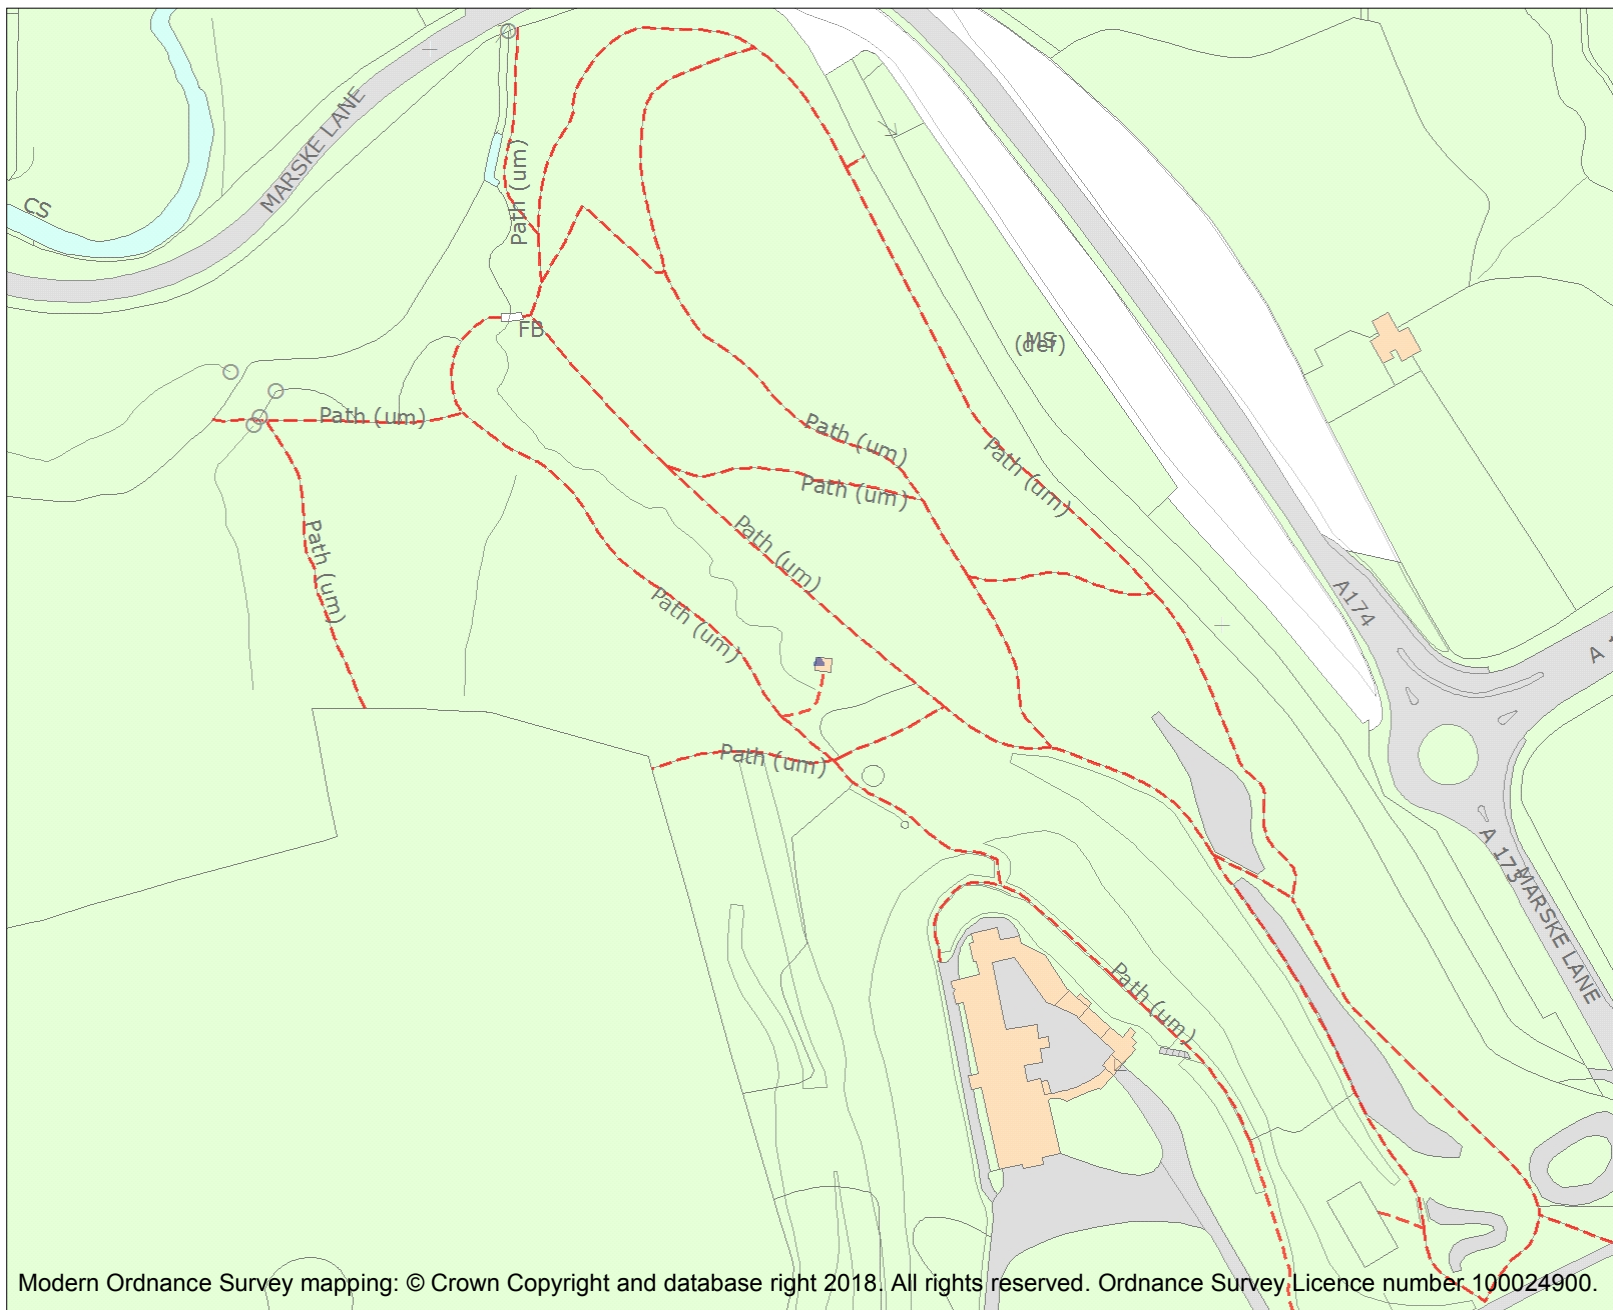 MARSKE LANE
CS
Path (um)
FB
MS
(def)
Path (um)
Path (um)
Path (um)
Path (um)
Path (um)
Path (um)
Path (um)
A174
Path (um)
A
Path (um)
A 173
MARSKE LANE
Path (um)
Modern Ordnance Survey mapping: © Crown Copyright and database right 2018. All rights reserved. Ordnance Survey Licence number 100024900.